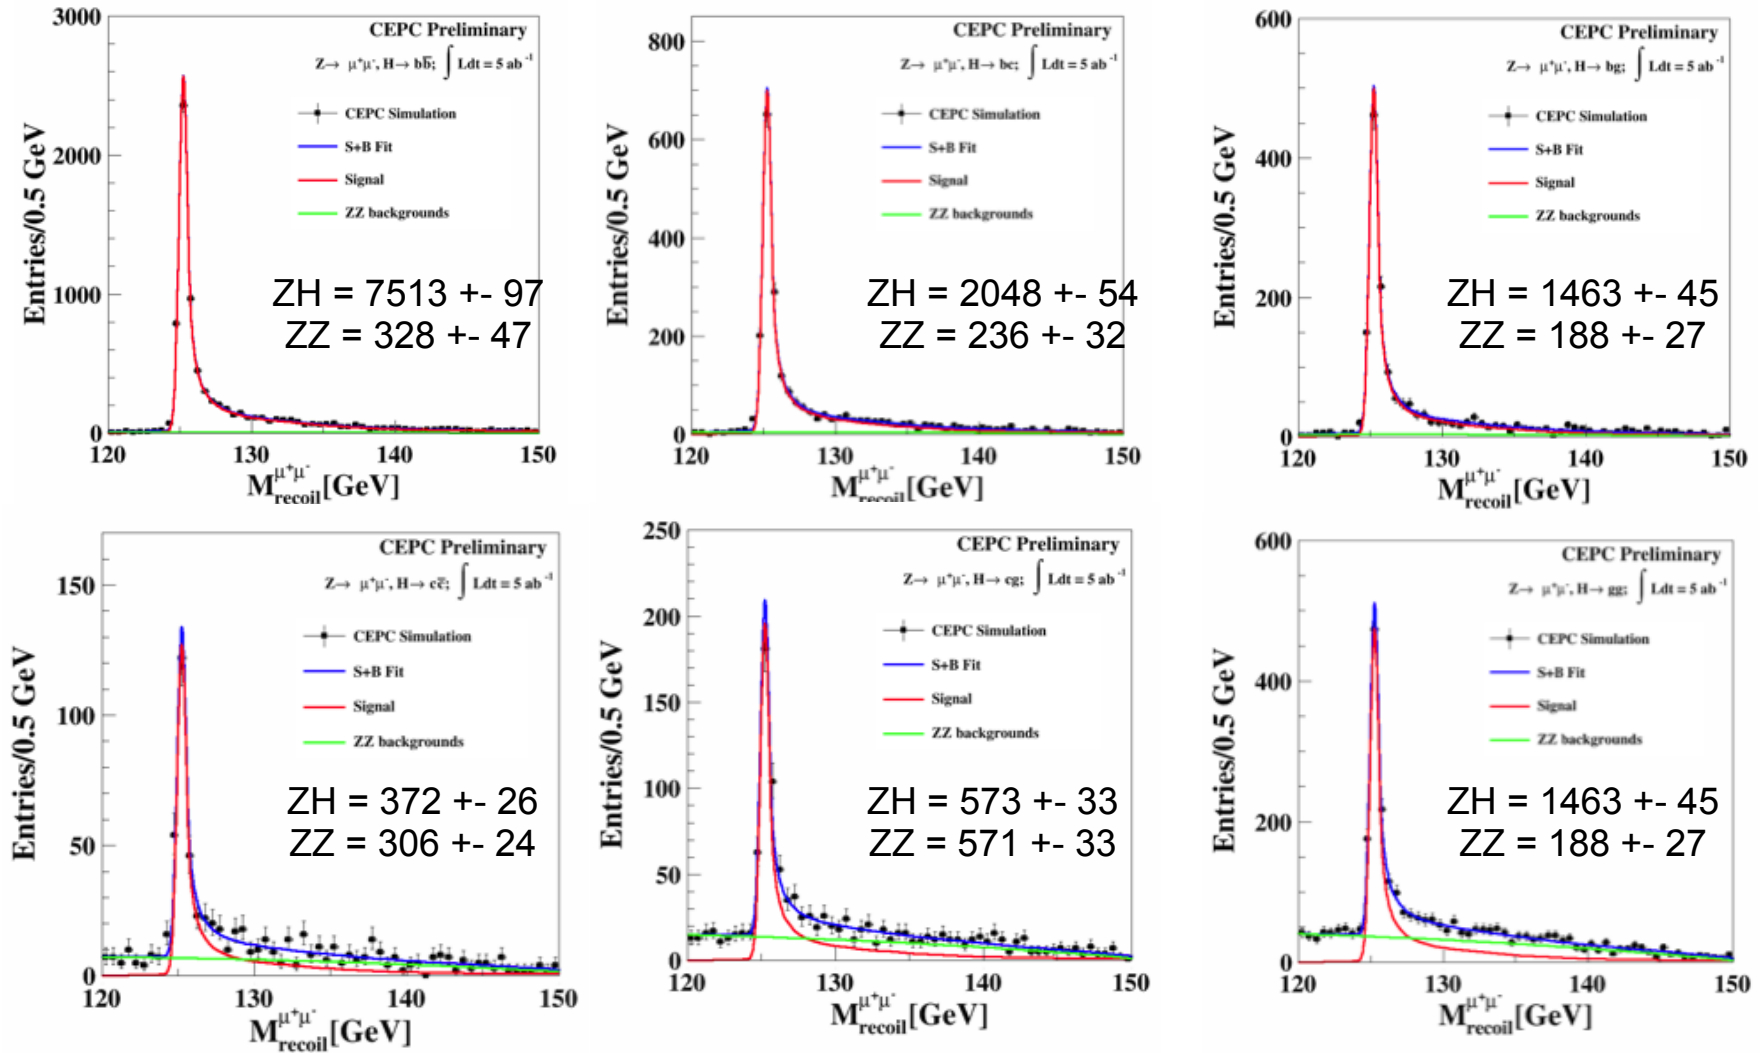 3000
2000
1000
0
Entries/0.5 GeV
CEPC Preliminary
Z→ μ⁺μ⁻, H→ bb̅; ∫ Ldt = 5 ab⁻¹
CEPC Simulation
S+B Fit
Signal
ZZ backgrounds
ZH = 7513 +- 97
ZZ = 328 +- 47
120 130 140 150
M_recoil^μ⁺μ⁻ [GeV]
800
600
400
200
0
Entries/0.5 GeV
CEPC Preliminary
Z→ μ⁺μ⁻, H→ bc; ∫ Ldt = 5 ab⁻¹
CEPC Simulation
S+B Fit
Signal
ZZ backgrounds
ZH = 2048 +- 54
ZZ = 236 +- 32
120 130 140 150
M_recoil^μ⁺μ⁻ [GeV]
600
400
200
0
Entries/0.5 GeV
CEPC Preliminary
Z→ μ⁺μ⁻, H→ bg; ∫ Ldt = 5 ab⁻¹
CEPC Simulation
S+B Fit
Signal
ZZ backgrounds
ZH = 1463 +- 45
ZZ = 188 +- 27
120 130 140 150
M_recoil^μ⁺μ⁻ [GeV]
150
100
50
0
Entries/0.5 GeV
CEPC Preliminary
Z→ μ⁺μ⁻, H→ cc̅; ∫ Ldt = 5 ab⁻¹
CEPC Simulation
S+B Fit
Signal
ZZ backgrounds
ZH = 372 +- 26
ZZ = 306 +- 24
120 130 140 150
M_recoil^μ⁺μ⁻ [GeV]
250
200
150
100
50
0
Entries/0.5 GeV
CEPC Preliminary
Z→ μ⁺μ⁻, H→ cg; ∫ Ldt = 5 ab⁻¹
CEPC Simulation
S+B Fit
Signal
ZZ backgrounds
ZH = 573 +- 33
ZZ = 571 +- 33
120 130 140 150
M_recoil^μ⁺μ⁻ [GeV]
600
400
200
0
Entries/0.5 GeV
CEPC Preliminary
Z→ μ⁺μ⁻, H→ gg; ∫ Ldt = 5 ab⁻¹
CEPC Simulation
S+B Fit
Signal
ZZ backgrounds
ZH = 1463 +- 45
ZZ = 188 +- 27
120 130 140 150
M_recoil^μ⁺μ⁻ [GeV]